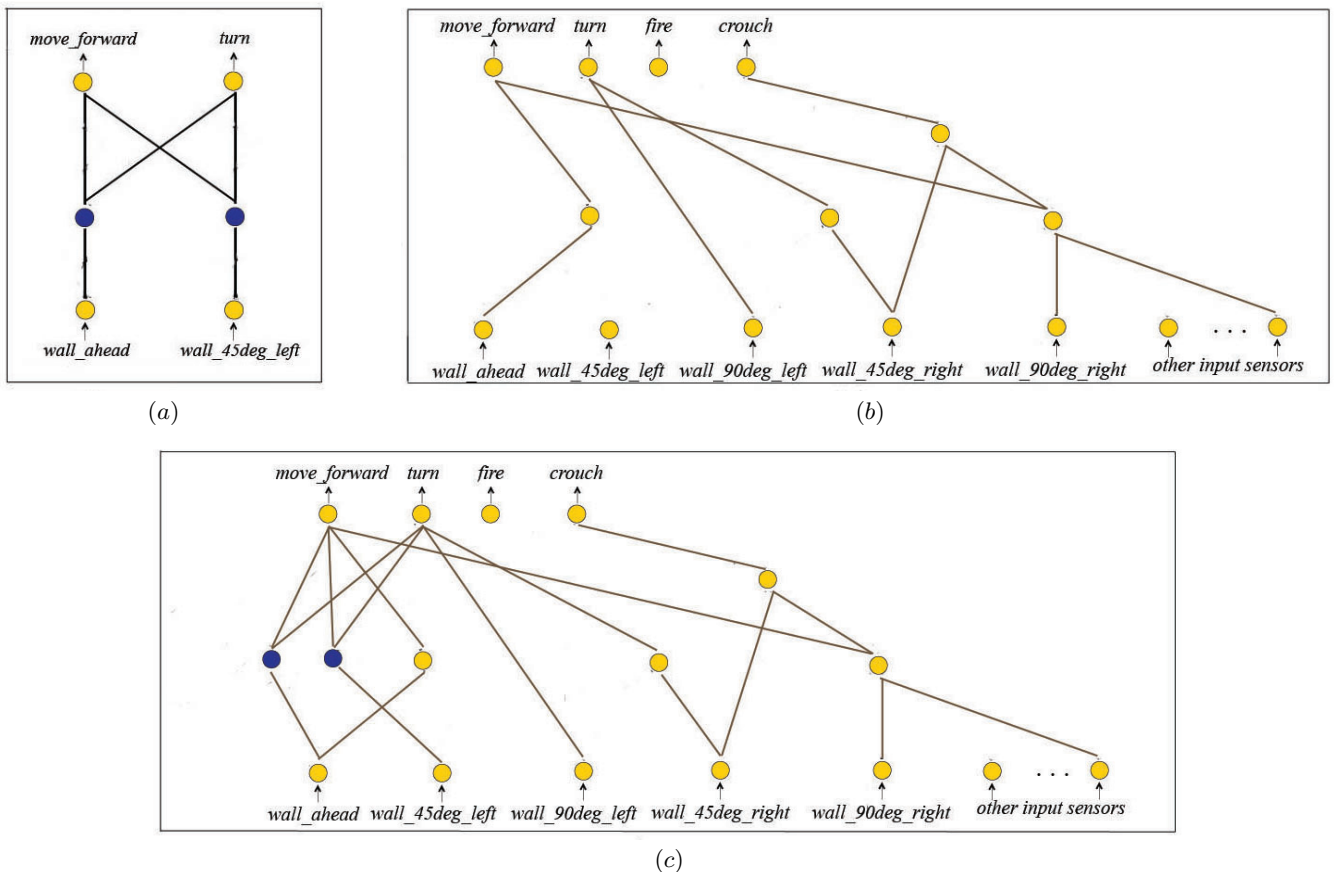 move_forward turn
wall_ahead wall_45deg_left
(a)
move_forward turn fire crouch
wall_ahead wall_45deg_left wall_90deg_left wall_45deg_right wall_90deg_right other input sensors
. . .
(b)
move_forward turn fire crouch
. . .
wall_ahead wall_45deg_left wall_90deg_left wall_45deg_right wall_90deg_right other input sensors
(c)